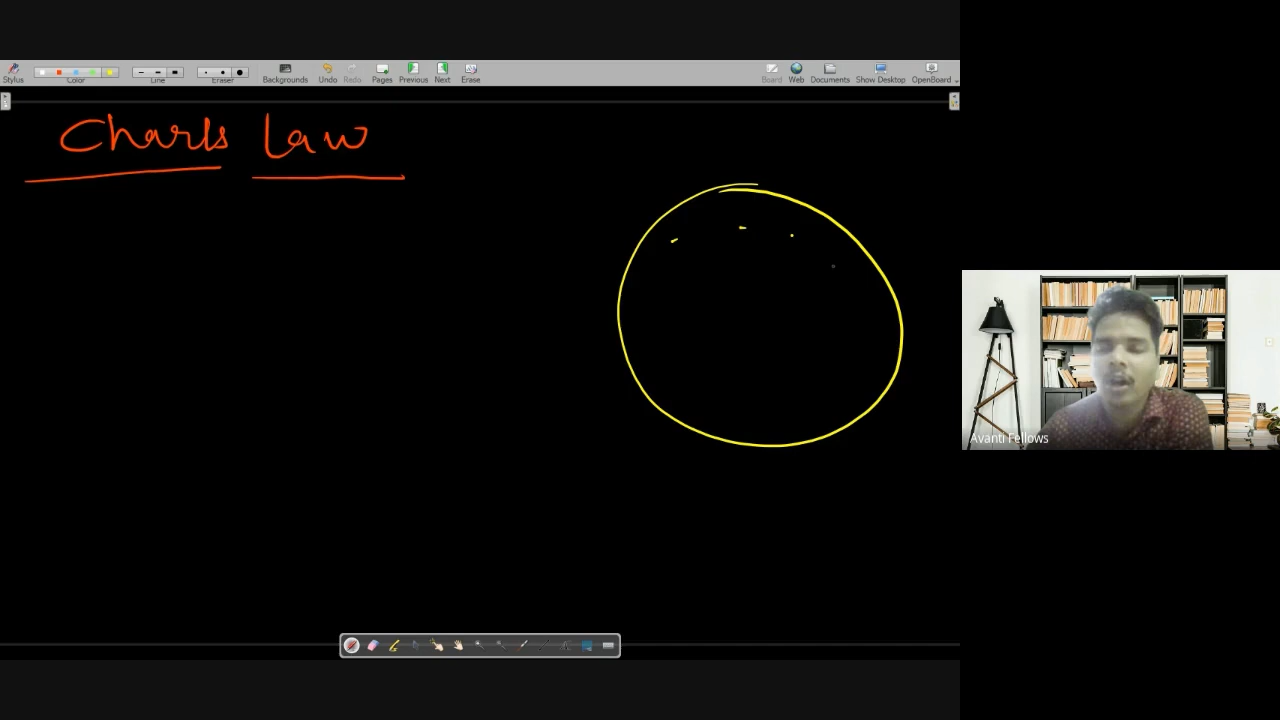 Stylus Color Line Eraser Backgrounds Undo Redo Pages Previous Next Erase Board Web Documents Show Desktop OpenBoard
Charls Law
Avanti Fellows